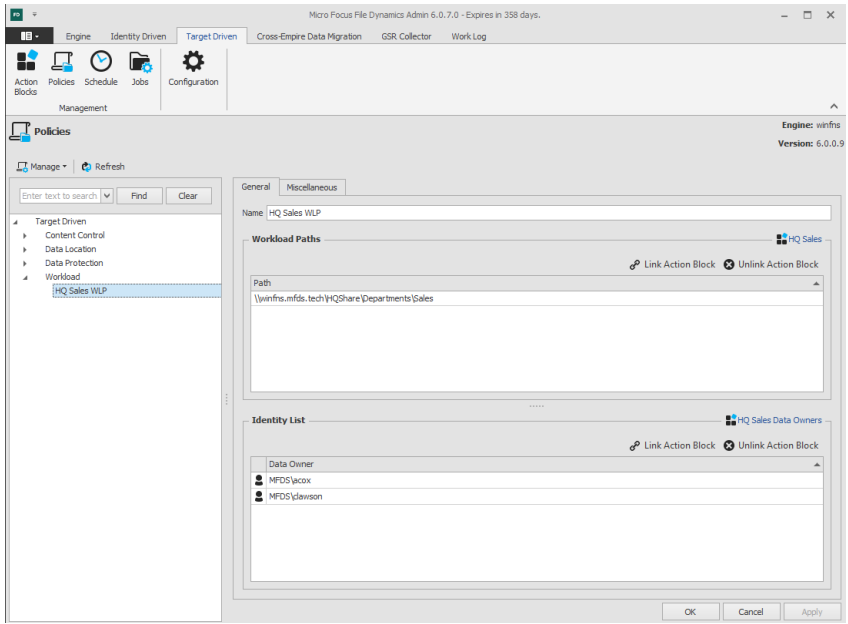 FD
Micro Focus File Dynamics Admin 6.0.7.0 - Expires in 358 days.
Engine Identity Driven Target Driven Cross-Empire Data Migration GSR Collector Work Log
Action Blocks Policies Schedule Jobs Configuration
Management
Policies
Engine: winfns
Version: 6.0.0.9
Manage Refresh
Enter text to search Find Clear
General Miscellaneous
Target Driven
Content Control
Data Location
Data Protection
Workload
HQ Sales WLP
Name HQ Sales WLP
Workload Paths HQ Sales
Link Action Block Unlink Action Block
Path
\\winfns.mfds.tech\HQShare\Departments\Sales
Identity List HQ Sales Data Owners
Link Action Block Unlink Action Block
Data Owner
MFDS\acox
MFDS\dawson
OK Cancel Apply